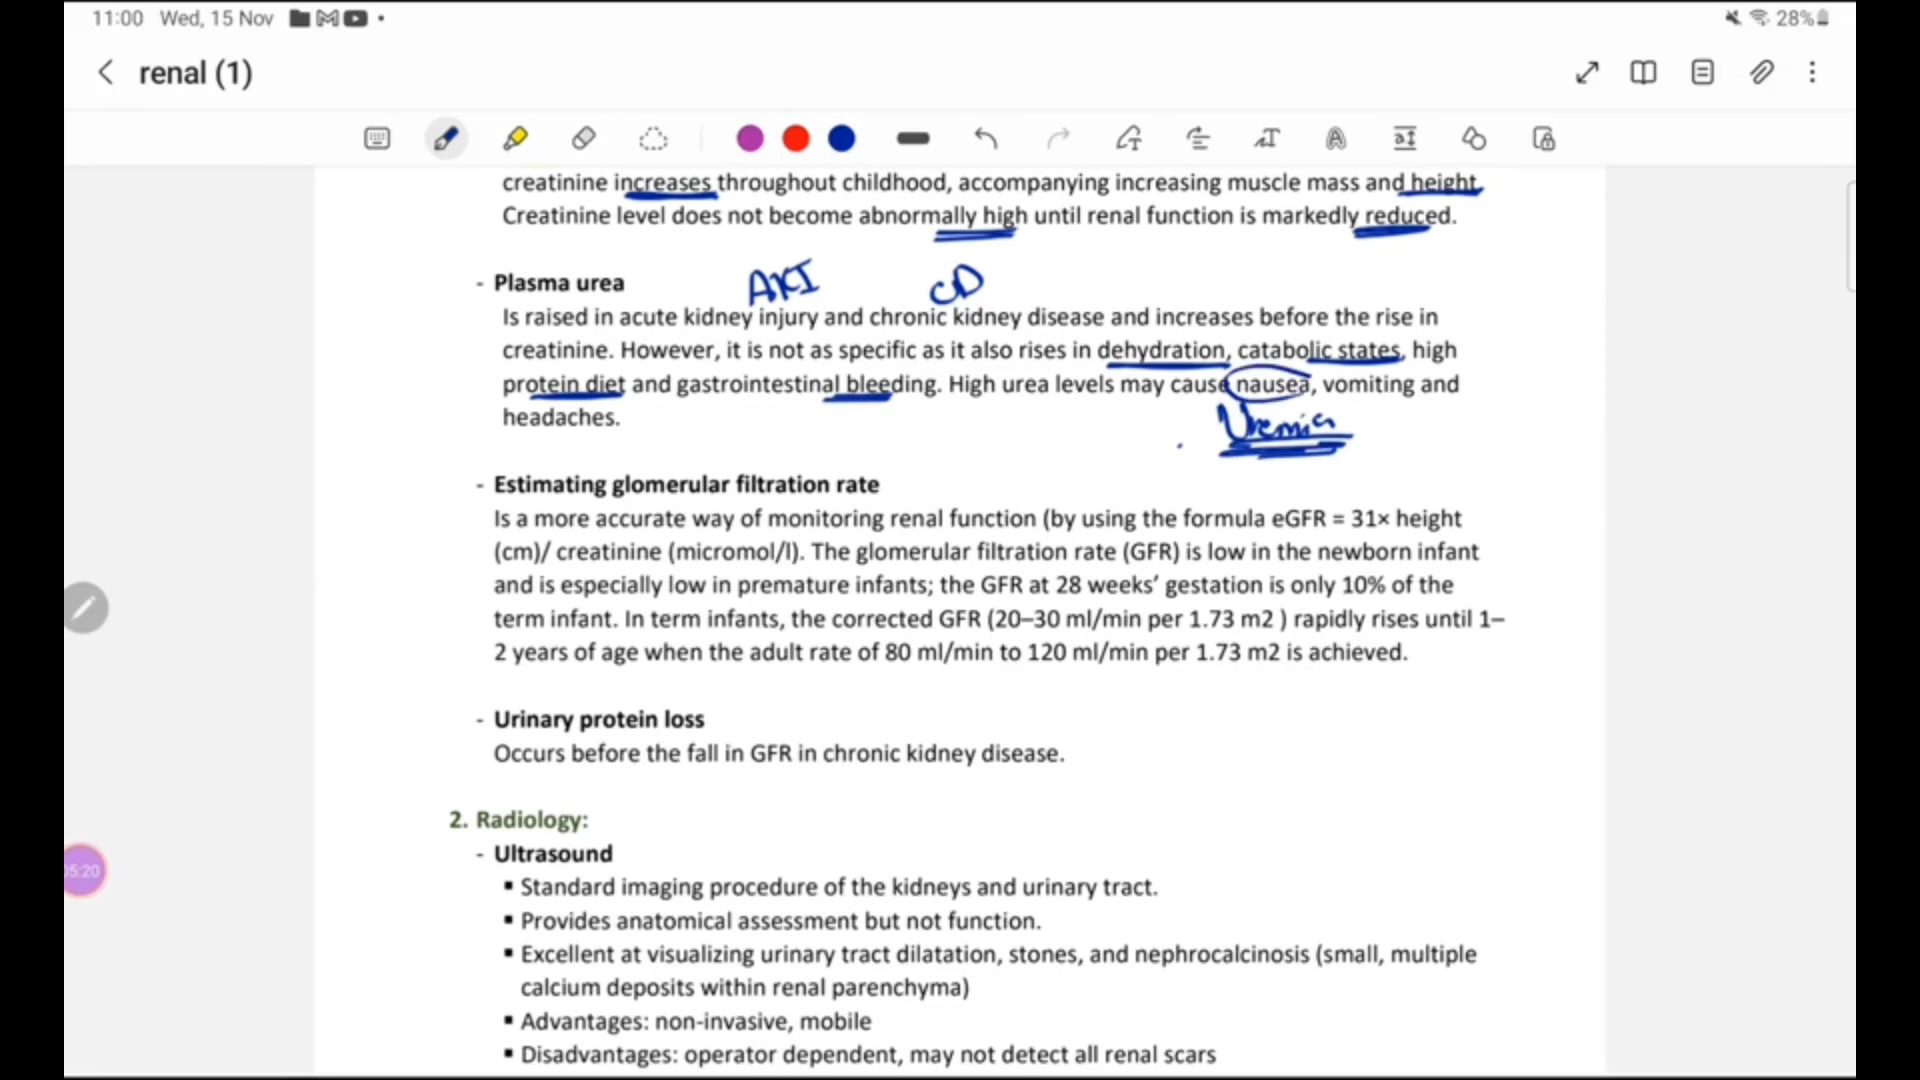 11:00 Wed, 15 Nov
28%
renal (1)
creatinine increases throughout childhood, accompanying increasing muscle mass and height.
Creatinine level does not become abnormally high until renal function is markedly reduced.
- Plasma urea
AKI CD
Is raised in acute kidney injury and chronic kidney disease and increases before the rise in
creatinine. However, it is not as specific as it also rises in dehydration, catabolic states, high
protein diet and gastrointestinal bleeding. High urea levels may cause nausea, vomiting and
headaches.
Uremia
- Estimating glomerular filtration rate
Is a more accurate way of monitoring renal function (by using the formula eGFR = 31× height
(cm)/ creatinine (micromol/l). The glomerular filtration rate (GFR) is low in the newborn infant
and is especially low in premature infants; the GFR at 28 weeks’ gestation is only 10% of the
term infant. In term infants, the corrected GFR (20–30 ml/min per 1.73 m2 ) rapidly rises until 1–
2 years of age when the adult rate of 80 ml/min to 120 ml/min per 1.73 m2 is achieved.
- Urinary protein loss
Occurs before the fall in GFR in chronic kidney disease.
2. Radiology:
05:20
- Ultrasound
▪ Standard imaging procedure of the kidneys and urinary tract.
▪ Provides anatomical assessment but not function.
▪ Excellent at visualizing urinary tract dilatation, stones, and nephrocalcinosis (small, multiple
calcium deposits within renal parenchyma)
▪ Advantages: non-invasive, mobile
▪ Disadvantages: operator dependent, may not detect all renal scars